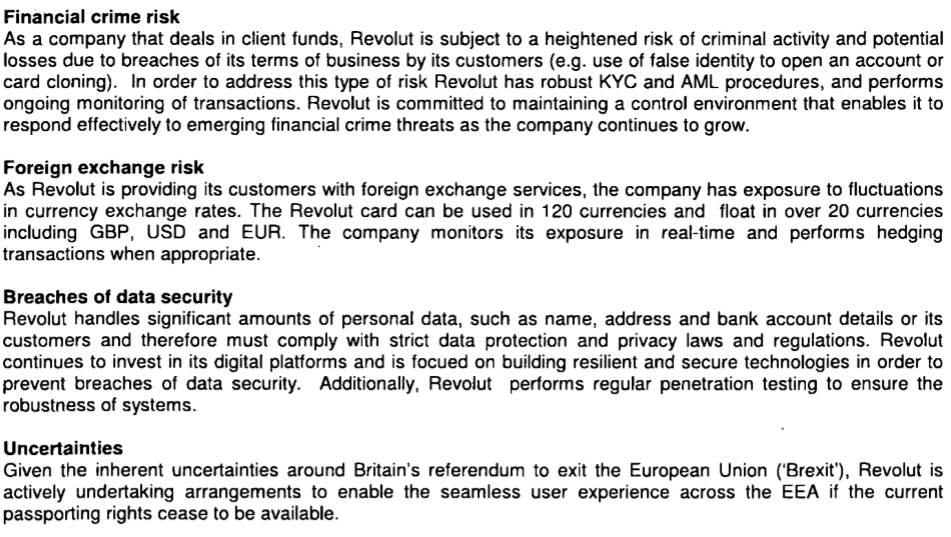 Financial crime risk
As a company that deals in client funds, Revolut is subject to a heightened risk of criminal activity and potential
losses due to breaches of its terms of business by its customers (e.g. use of false identity to open an account or
card cloning). In order to address this type of risk Revolut has robust KYC and AML procedures, and performs
ongoing monitoring of transactions. Revolut is committed to maintaining a control environment that enables it to
respond effectively to emerging financial crime threats as the company continues to grow.
Foreign exchange risk
As Revolut is providing its customers with foreign exchange services, the company has exposure to fluctuations
in currency exchange rates. The Revolut card can be used in 120 currencies and float in over 20 currencies
including GBP, USD and EUR. The company monitors its exposure in real-time and performs hedging
transactions when appropriate.
Breaches of data security
Revolut handles significant amounts of personal data, such as name, address and bank account details or its
customers and therefore must comply with strict data protection and privacy laws and regulations. Revolut
continues to invest in its digital platforms and is focued on building resilient and secure technologies in order to
prevent breaches of data security. Additionally, Revolut performs regular penetration testing to ensure the
robustness of systems.
Uncertainties
Given the inherent uncertainties around Britain's referendum to exit the European Union ('Brexit'), Revolut is
actively undertaking arrangements to enable the seamless user experience across the EEA if the current
passporting rights cease to be available.